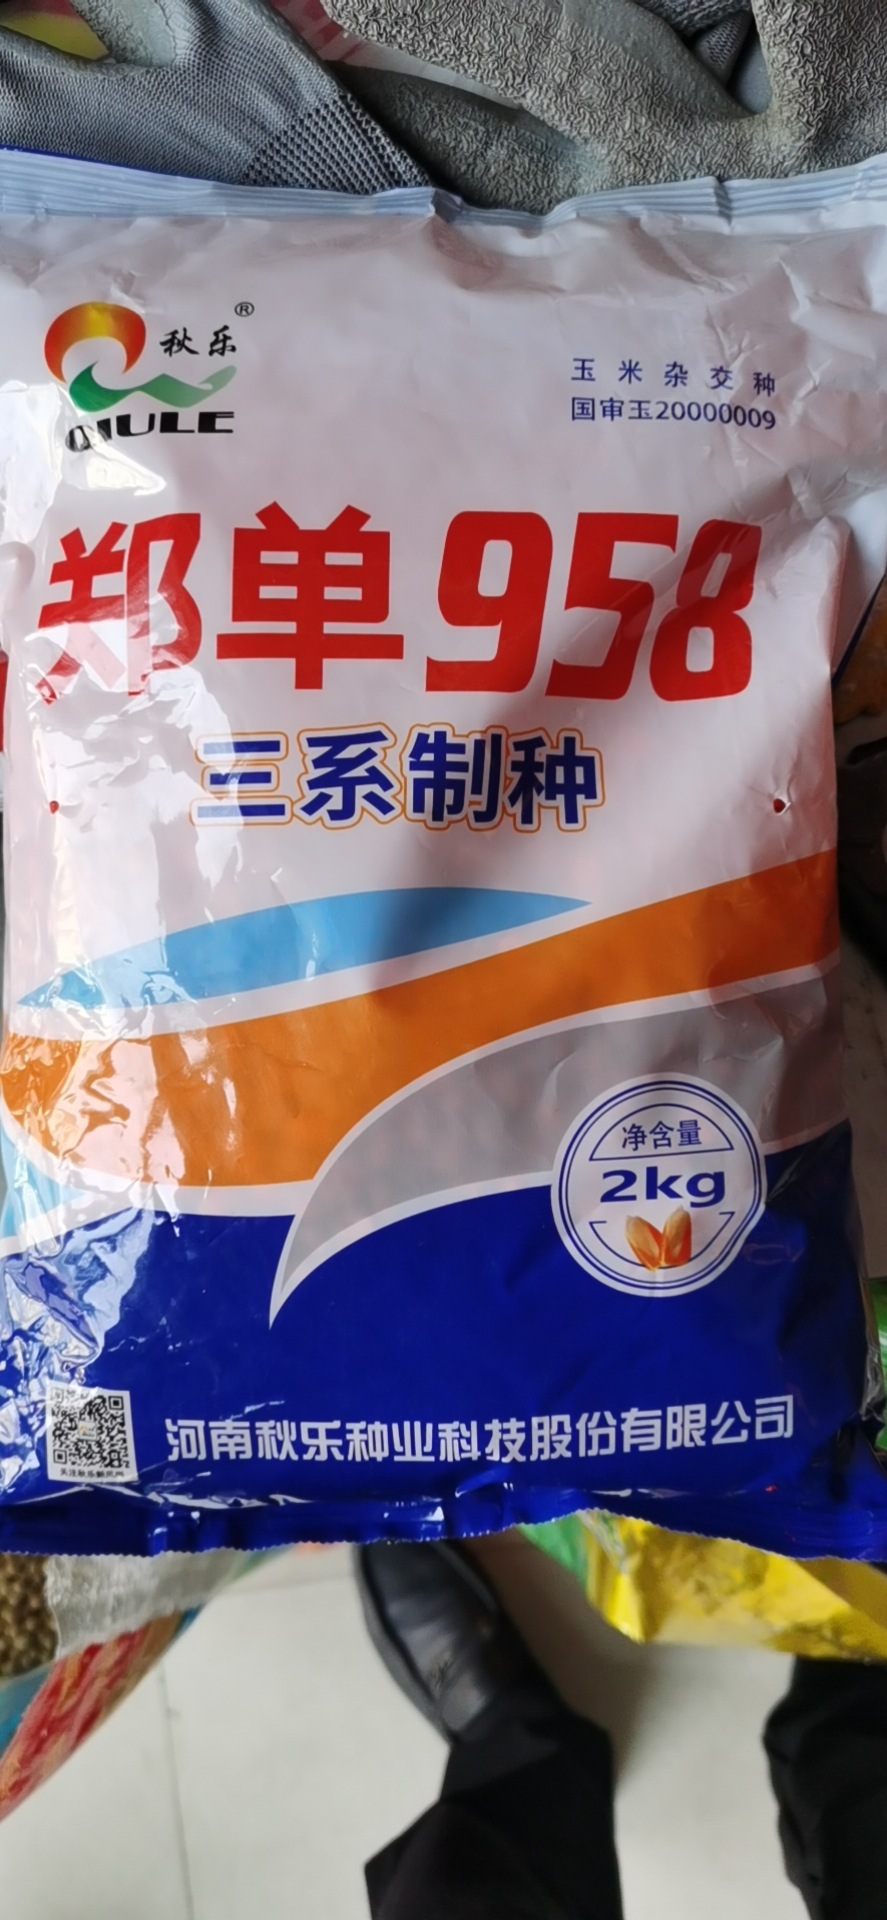 秋乐®
QIULE
玉米杂交种
国审玉20000009
郑单958
三系制种
净含量
2kg
河南秋乐种业科技股份有限公司